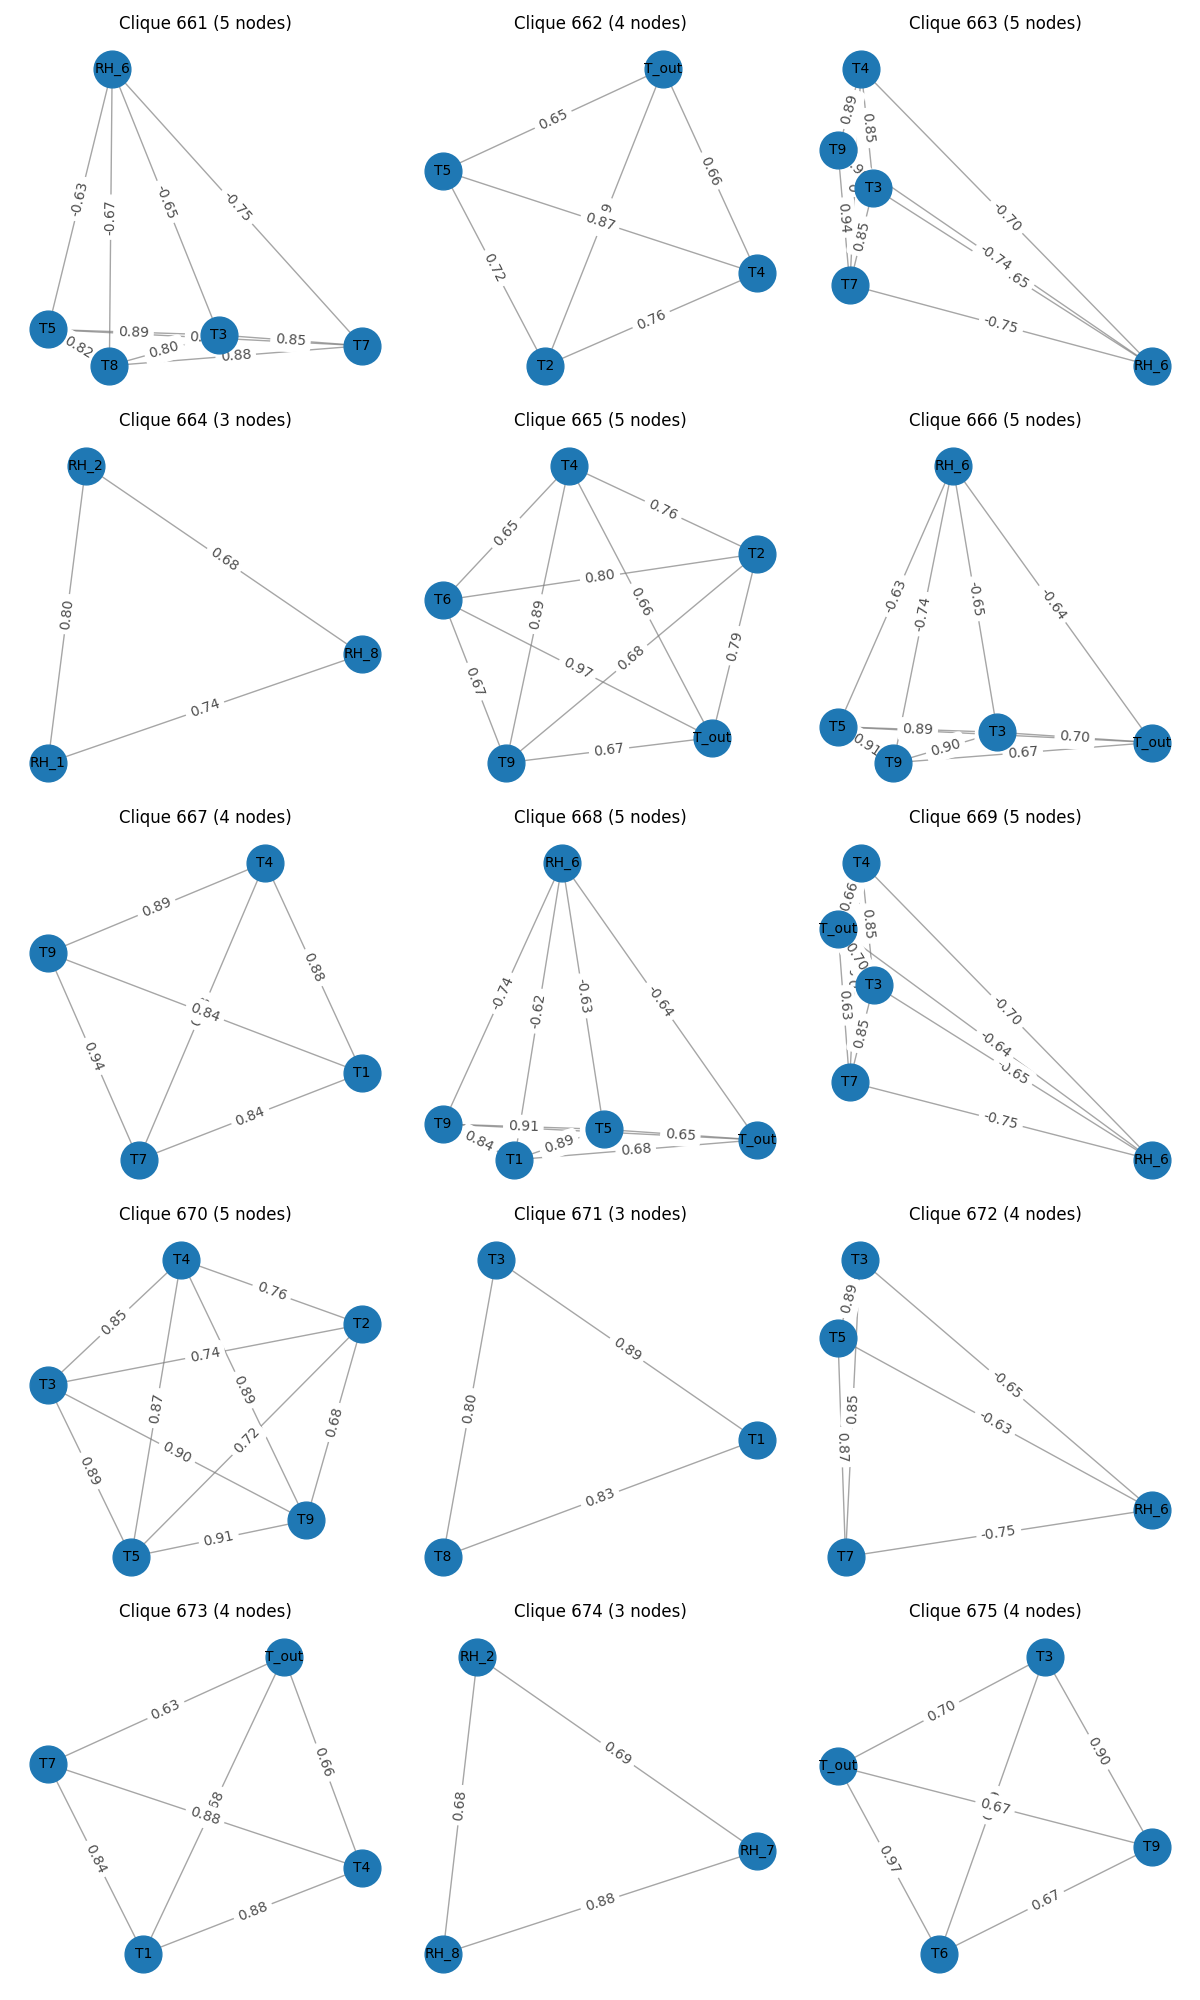 Clique 661 (5 nodes)
RH_6
-0.63
-0.67
-0.65
-0.75
T5
0.89
T3
0.85
T7
0.82
0.80
0.88
T8
Clique 662 (4 nodes)
T_out
0.65
T5
0.66
0.87
0.72
T4
0.76
T2
Clique 663 (5 nodes)
T4
0.89
0.85
T9
T3
-0.70
0.94
0.85
-0.74
T7
-0.75
RH_6
Clique 664 (3 nodes)
RH_2
0.68
0.80
RH_8
0.74
RH_1
Clique 665 (5 nodes)
T4
0.76
0.65
T2
0.80
T6
0.89
0.66
0.79
0.68
0.97
0.67
T_out
0.67
T9
Clique 666 (5 nodes)
RH_6
-0.63
-0.74
-0.65
-0.64
T5
0.89
T3
0.70
T_out
0.91
0.90
0.67
T9
Clique 667 (4 nodes)
T4
0.89
T9
0.88
0.84
0.94
T1
0.84
T7
Clique 668 (5 nodes)
RH_6
-0.74
-0.62
-0.63
-0.64
T9
0.91
T5
0.65
T_out
0.84
0.89
0.68
T1
Clique 669 (5 nodes)
T4
0.66
0.85
T_out
0.70
T3
-0.70
0.63
0.85
-0.64
-0.65
T7
-0.75
RH_6
Clique 670 (5 nodes)
T4
0.76
0.85
T2
0.74
T3
0.89
0.87
0.68
0.72
0.90
0.89
T9
0.91
T5
Clique 671 (3 nodes)
T3
0.89
0.80
T1
0.83
T8
Clique 672 (4 nodes)
T3
0.89
T5
-0.65
0.85
-0.63
0.87
RH_6
-0.75
T7
Clique 673 (4 nodes)
T_out
0.63
T7
0.66
0.88
0.84
T4
0.88
T1
Clique 674 (3 nodes)
RH_2
0.69
0.68
RH_7
0.88
RH_8
Clique 675 (4 nodes)
T3
0.70
0.90
T_out
0.67
T9
0.97
0.67
T6